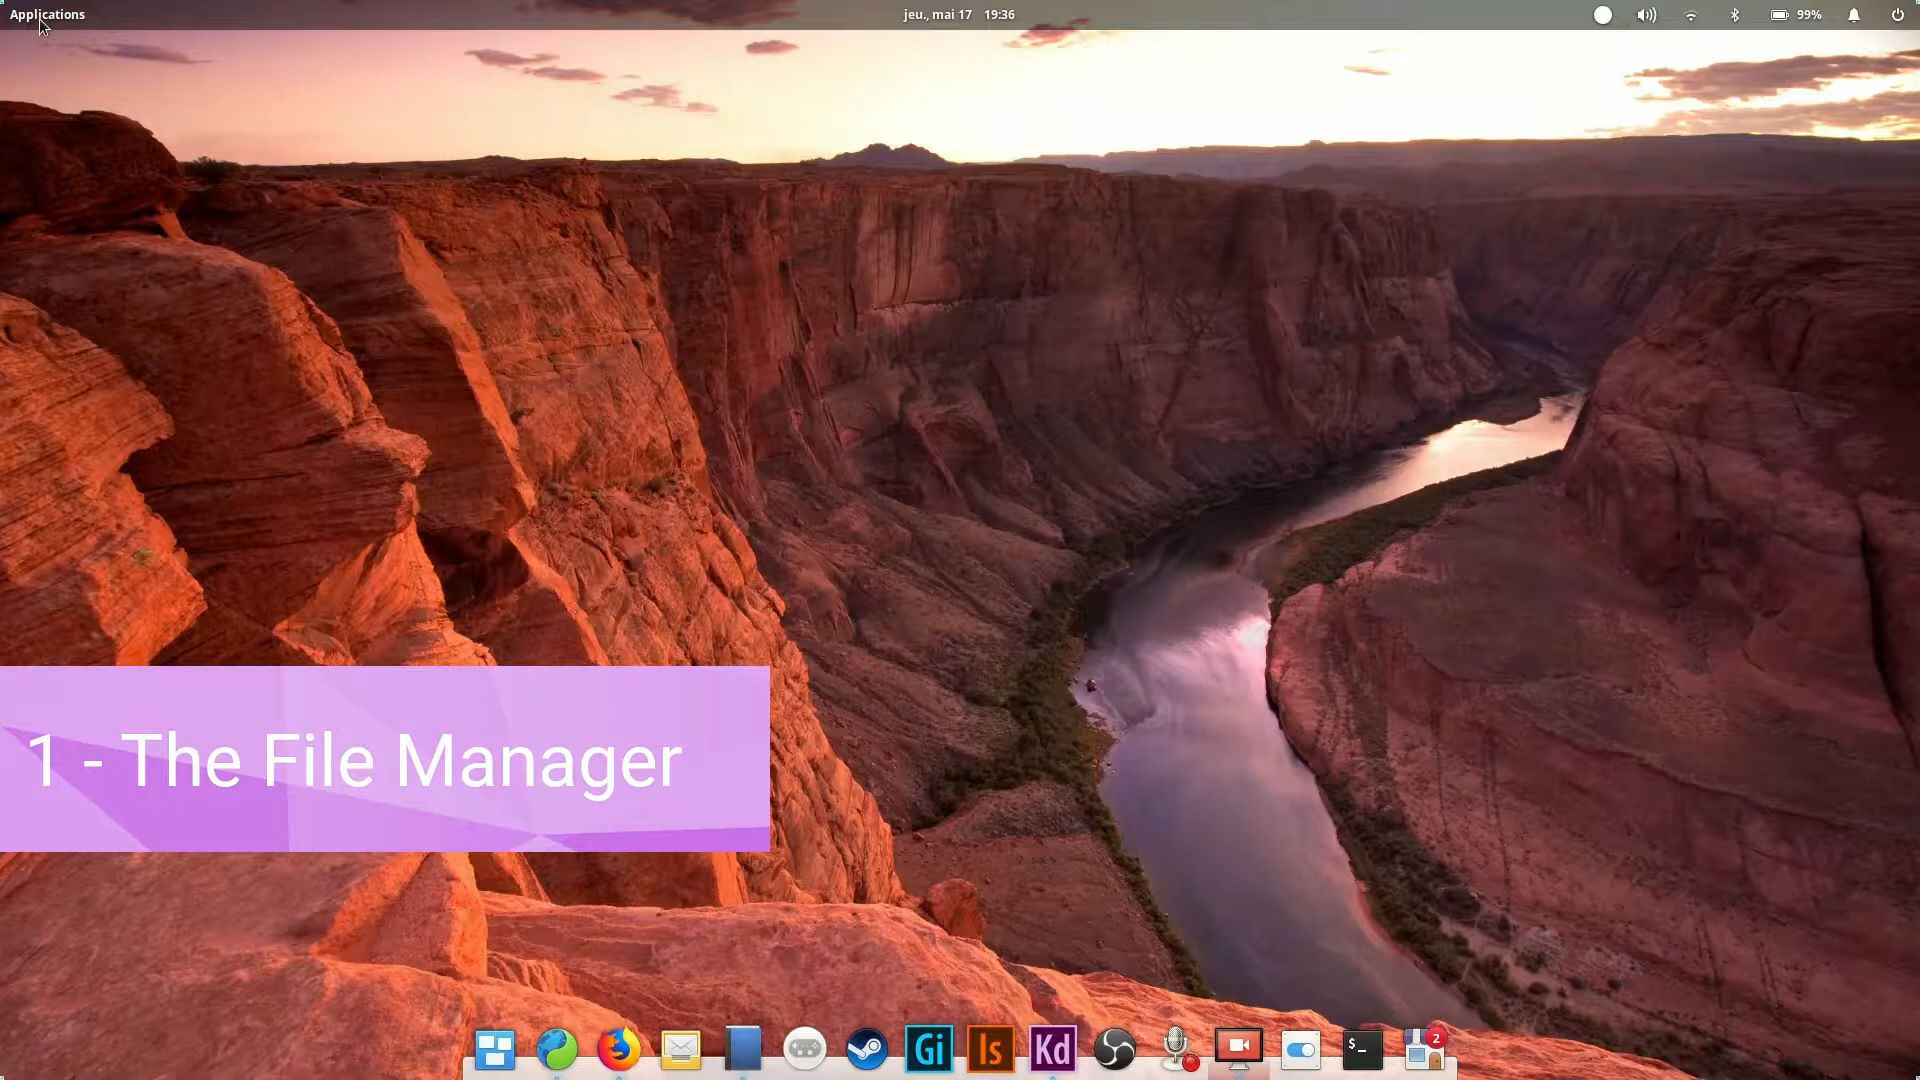 Applications
jeu., mai 17 19:36
99%
1 - The File Manager
Gi
Is
Kd
$_
2